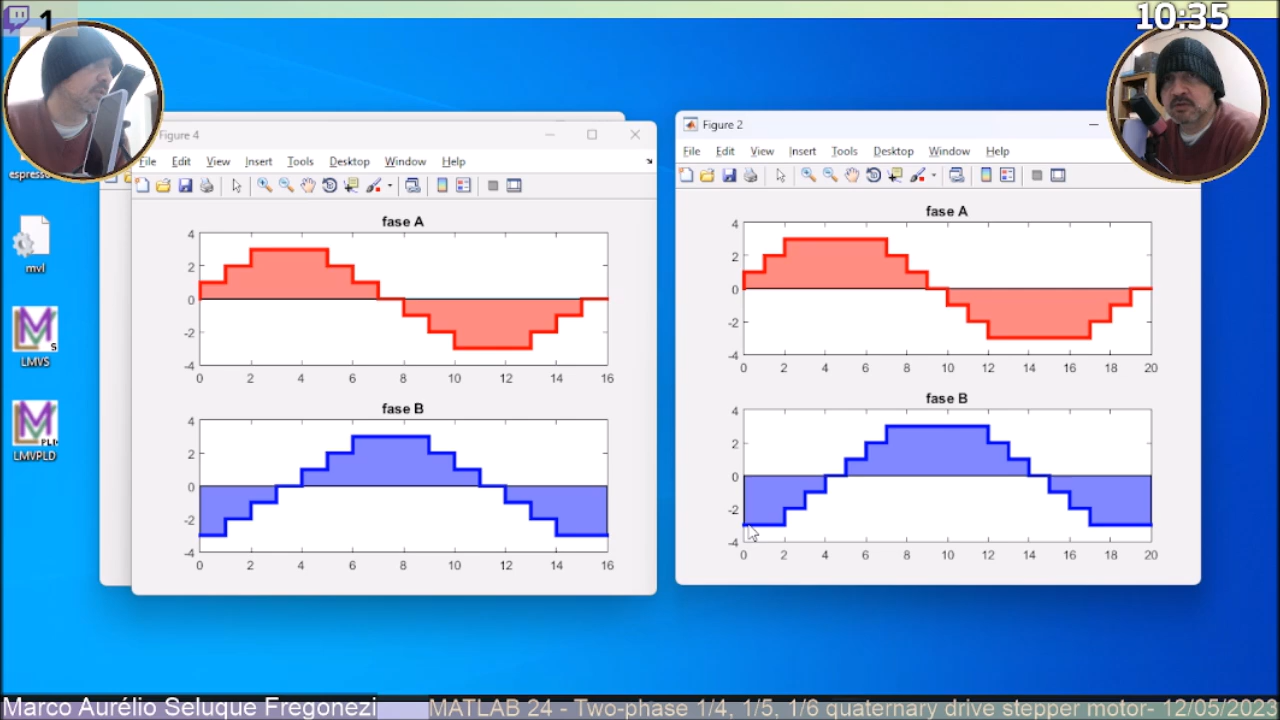 1
10:35
espresso
mvl
LMVS
S
LMVPLD
PLD
Figure 4
File Edit View Insert Tools Desktop Window Help
fase A
4
2
0
-2
-4
0 2 4 6 8 10 12 14 16
fase B
4
2
0
-2
-4
0 2 4 6 8 10 12 14 16
Figure 2
File Edit View Insert Tools Desktop Window Help
fase A
4
2
0
-2
-4
0 2 4 6 8 10 12 14 16 18 20
fase B
4
2
0
-2
-4
0 2 4 6 8 10 12 14 16 18 20
Marco Aurélio Seluque Fregonezi
MATLAB 24 - Two-phase 1/4, 1/5, 1/6 quaternary drive stepper motor- 12/05/2023